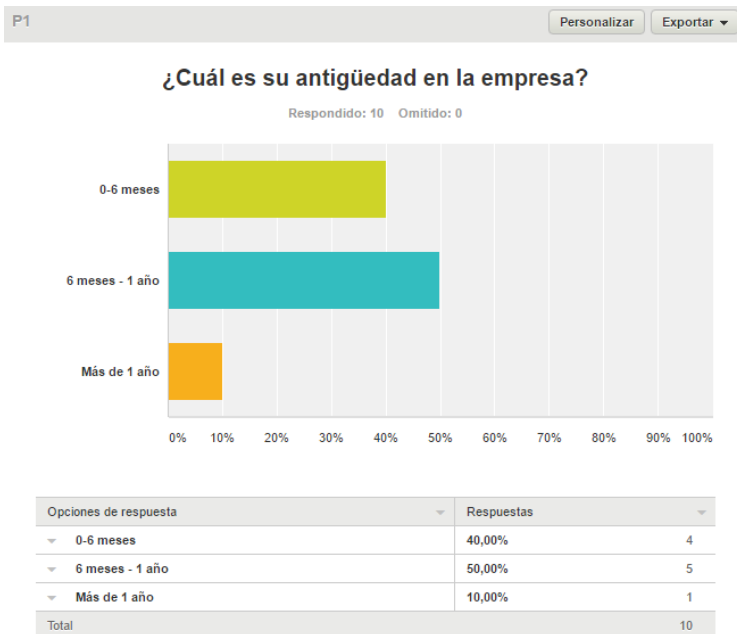 P1
Personalizar Exportar
¿Cuál es su antigüedad en la empresa?
Respondido: 10 Omitido: 0
0-6 meses
6 meses - 1 año
Más de 1 año
0% 10% 20% 30% 40% 50% 60% 70% 80% 90% 100%
Opciones de respuesta Respuestas
0-6 meses 40,00% 4
6 meses - 1 año 50,00% 5
Más de 1 año 10,00% 1
Total 10